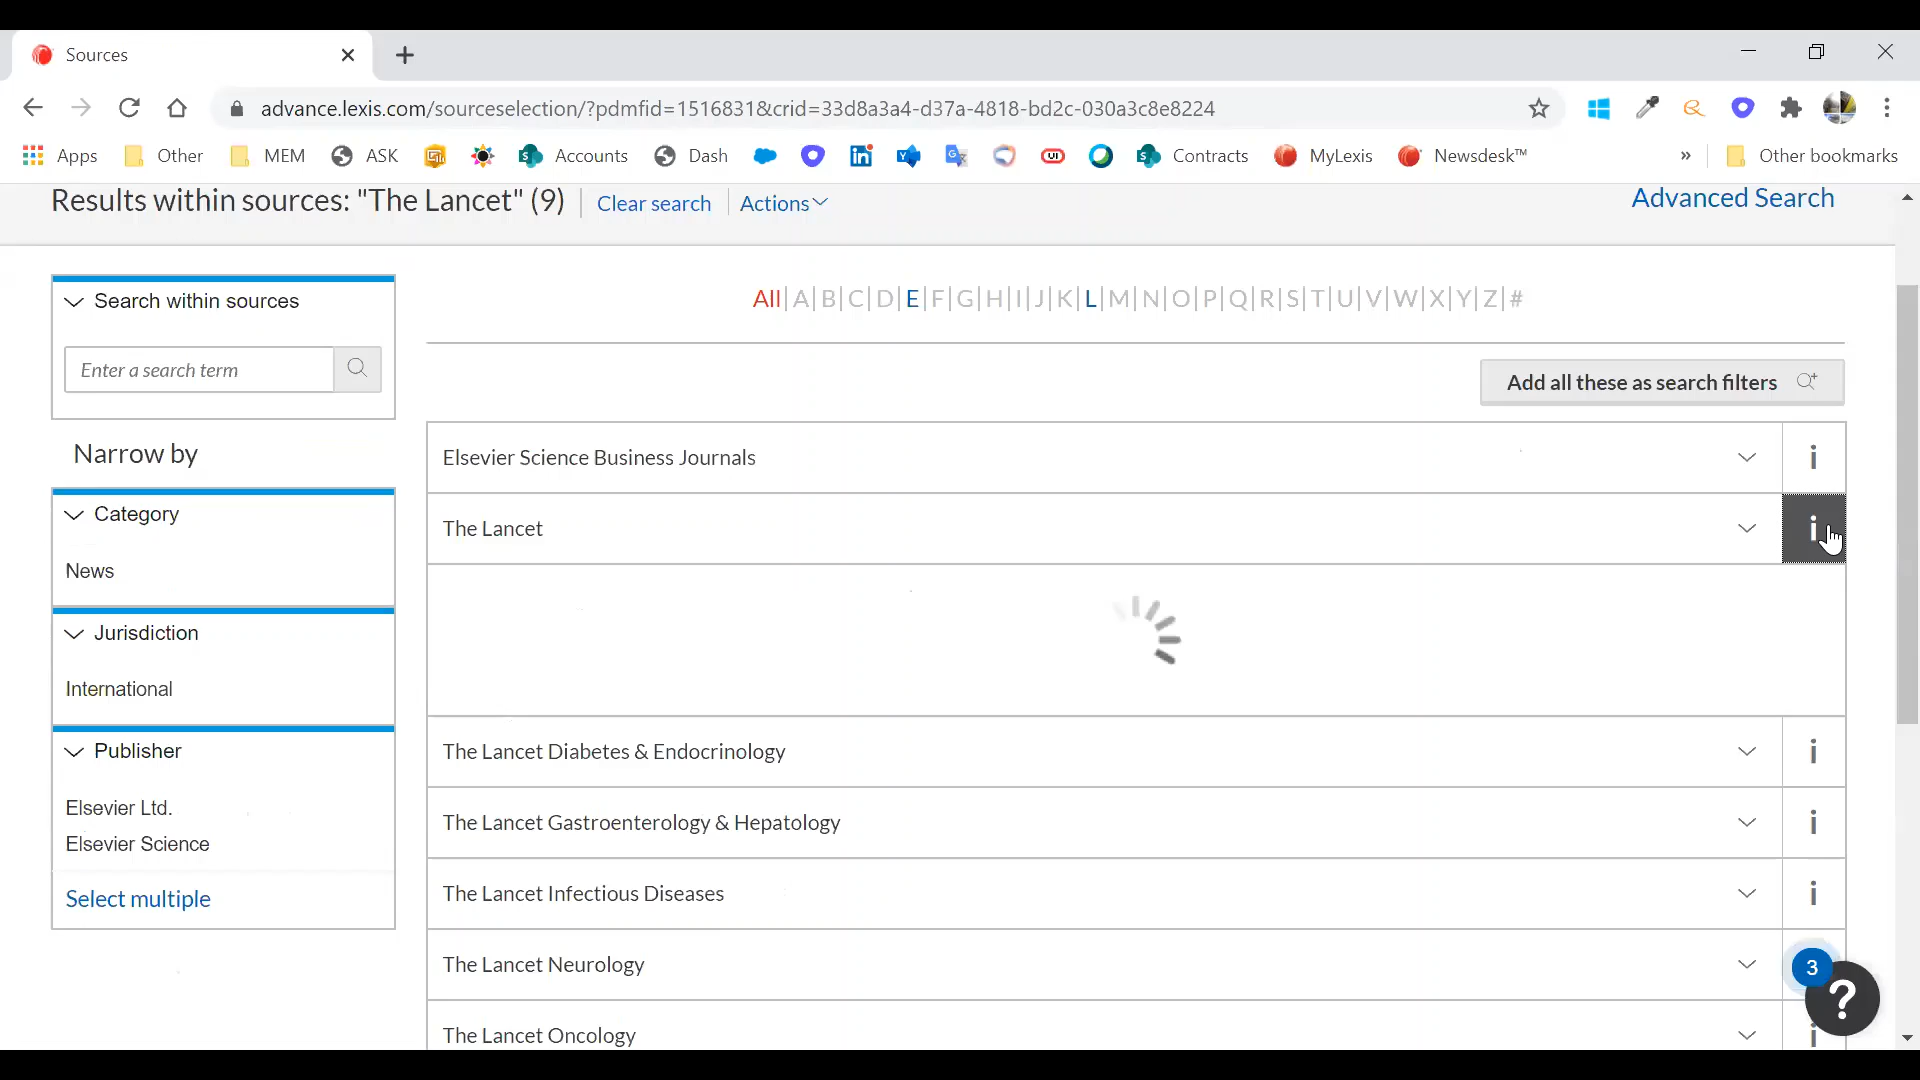 Sources
advance.lexis.com/sourceselection/?pdmfid=1516831&crid=33d8a3a4-d37a-4818-bd2c-030a3c8e8224
Apps Other MEM ASK Accounts Dash Contracts MyLexis Newsdesk™ » Other bookmarks
Results within sources: "The Lancet" (9) Clear search Actions
Advanced Search
Search within sources
Enter a search term
Narrow by
Category
News
Jurisdiction
International
Publisher
Elsevier Ltd.
Elsevier Science
Select multiple
All|A|B|C|D|E|F|G|H|I|J|K|L|M|N|O|P|Q|R|S|T|U|V|W|X|Y|Z|#
Add all these as search filters
Elsevier Science Business Journals i
The Lancet i
The Lancet Diabetes & Endocrinology i
The Lancet Gastroenterology & Hepatology i
The Lancet Infectious Diseases i
The Lancet Neurology
3
?
The Lancet Oncology i